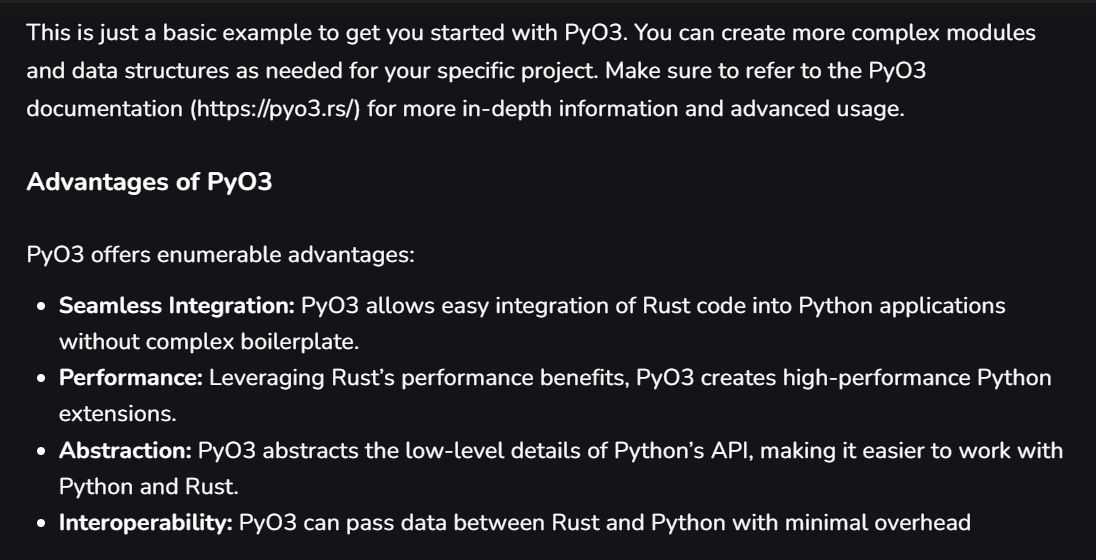 This is just a basic example to get you started with PyO3. You can create more complex modules
and data structures as needed for your specific project. Make sure to refer to the PyO3
documentation (https://pyo3.rs/) for more in-depth information and advanced usage.
Advantages of PyO3
PyO3 offers enumerable advantages:
• Seamless Integration: PyO3 allows easy integration of Rust code into Python applications
without complex boilerplate.
• Performance: Leveraging Rust’s performance benefits, PyO3 creates high-performance Python
extensions.
• Abstraction: PyO3 abstracts the low-level details of Python’s API, making it easier to work with
Python and Rust.
• Interoperability: PyO3 can pass data between Rust and Python with minimal overhead